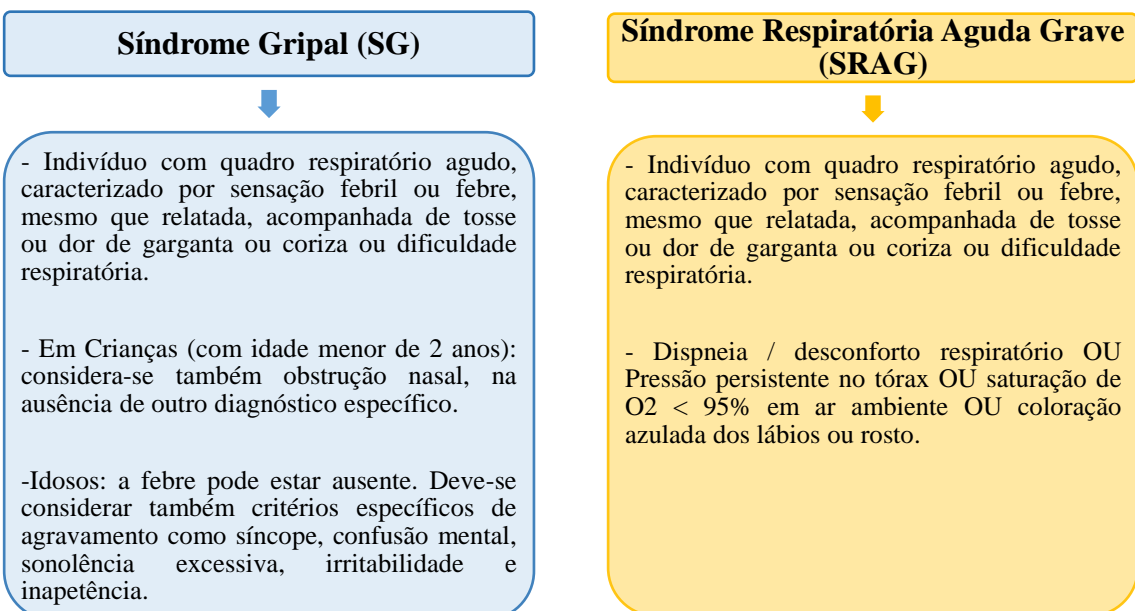 Síndrome Gripal (SG)
- Indivíduo com quadro respiratório agudo,
caracterizado por sensação febril ou febre,
mesmo que relatada, acompanhada de tosse
ou dor de garganta ou coriza ou dificuldade
respiratória.
- Em Crianças (com idade menor de 2 anos):
considera-se também obstrução nasal, na
ausência de outro diagnóstico específico.
-Idosos: a febre pode estar ausente. Deve-se
considerar também critérios específicos de
agravamento como síncope, confusão mental,
sonolência excessiva, irritabilidade e
inapetência.
Síndrome Respiratória Aguda Grave
(SRAG)
- Indivíduo com quadro respiratório agudo,
caracterizado por sensação febril ou febre,
mesmo que relatada, acompanhada de tosse
ou dor de garganta ou coriza ou dificuldade
respiratória.
- Dispneia / desconforto respiratório OU
Pressão persistente no tórax OU saturação de
O2 < 95% em ar ambiente OU coloração
azulada dos lábios ou rosto.